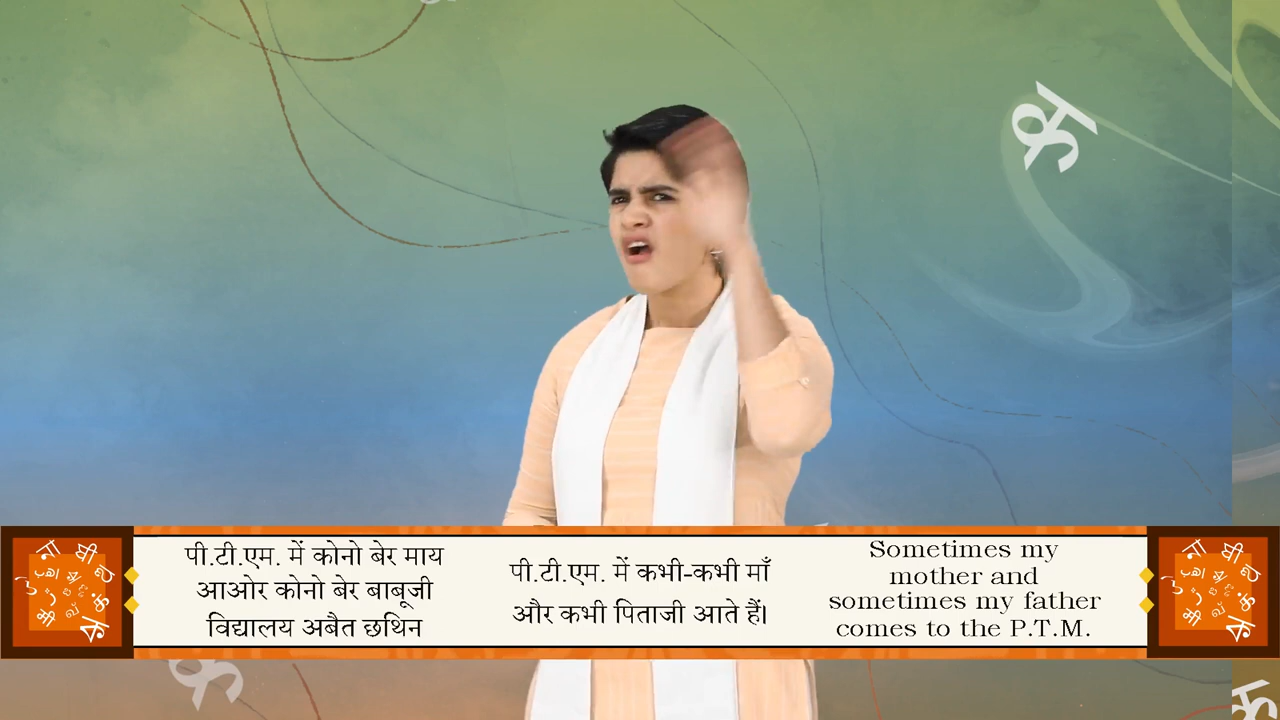 पी.टी.एम. में कोनो बेर माय
आओर कोनो बेर बाबूजी
विद्यालय अबैत छथिन
पी.टी.एम. में कभी-कभी माँ
और कभी पिताजी आते हैं।
Sometimes my
mother and
sometimes my father
comes to the P.T.M.